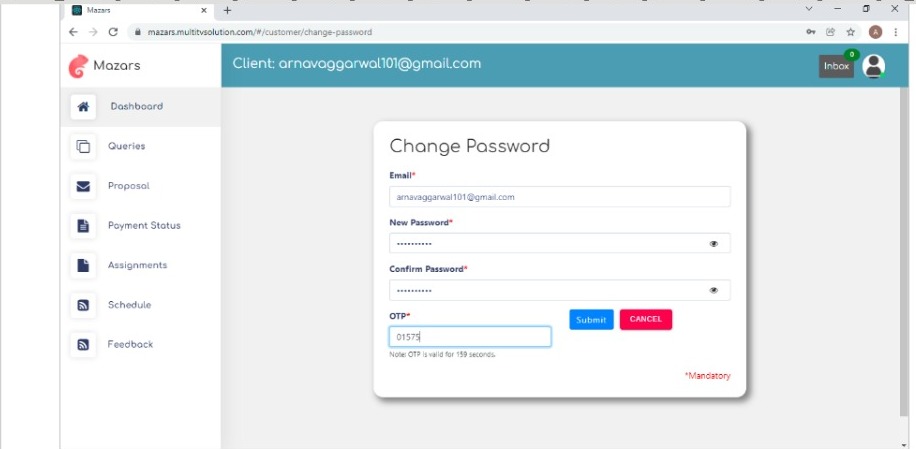 Mazars
mazars.multitvsolution.com/#/customer/change-password
A
Mazars
Client: arnavaggarwal101@gmail.com
Inbox
0
Dashboard
Queries
Proposal
Payment Status
Assignments
Schedule
Feedback
Change Password
Email*
arnavaggarwal101@gmail.com
New Password*
••••••••••
Confirm Password*
••••••••••
OTP*
Submit
CANCEL
01575
Note: OTP is valid for 159 seconds.
*Mandatory